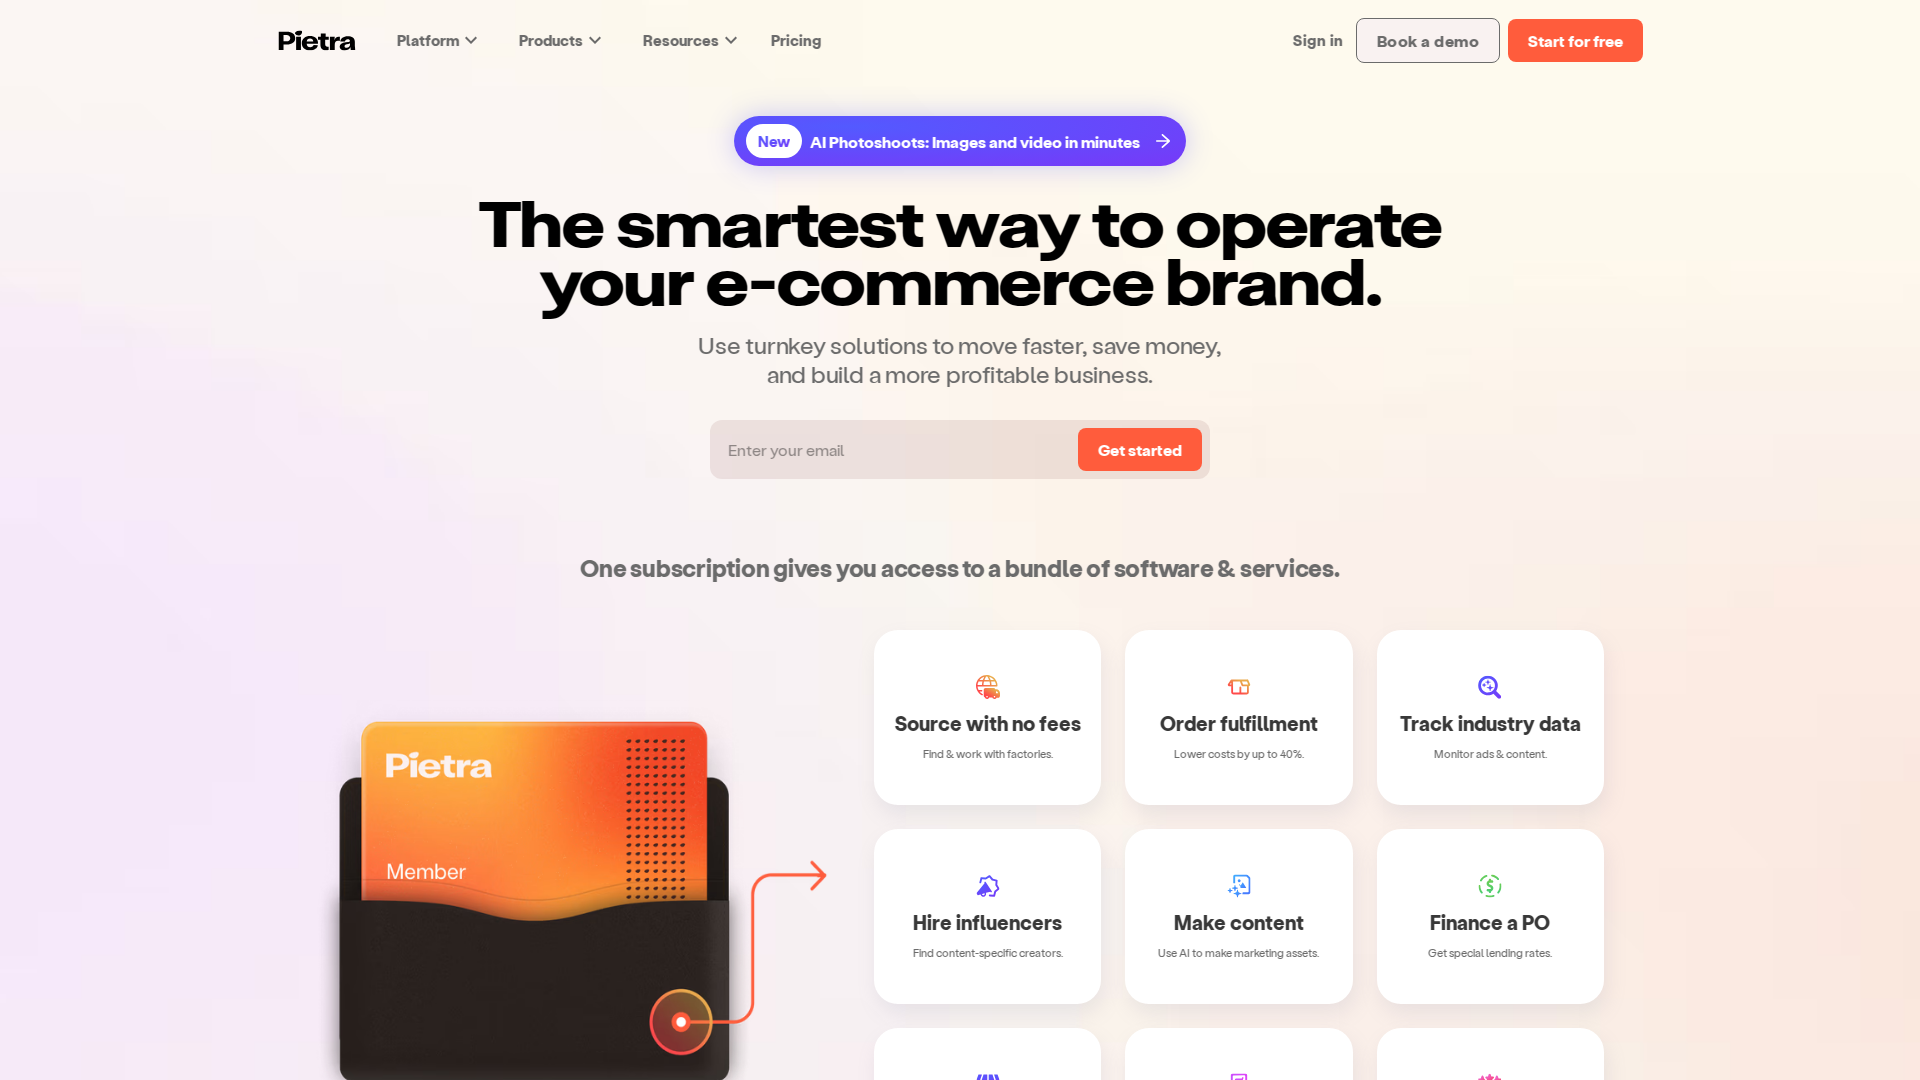 Pietra
Platform
Products
Resources
Pricing
Sign in
Book a demo
Start for free
New
AI Photoshoots: Images and video in minutes
The smartest way to operate
your e-commerce brand.
Use turnkey solutions to move faster, save money,
and build a more profitable business.
Enter your email
Get started
One subscription gives you access to a bundle of software & services.
Pietra
Member
Source with no fees
Find & work with factories.
Order fulfillment
Lower costs by up to 40%.
Track industry data
Monitor ads & content.
Hire influencers
Find content-specific creators.
Make content
Use AI to make marketing assets.
Finance a PO
Get special lending rates.